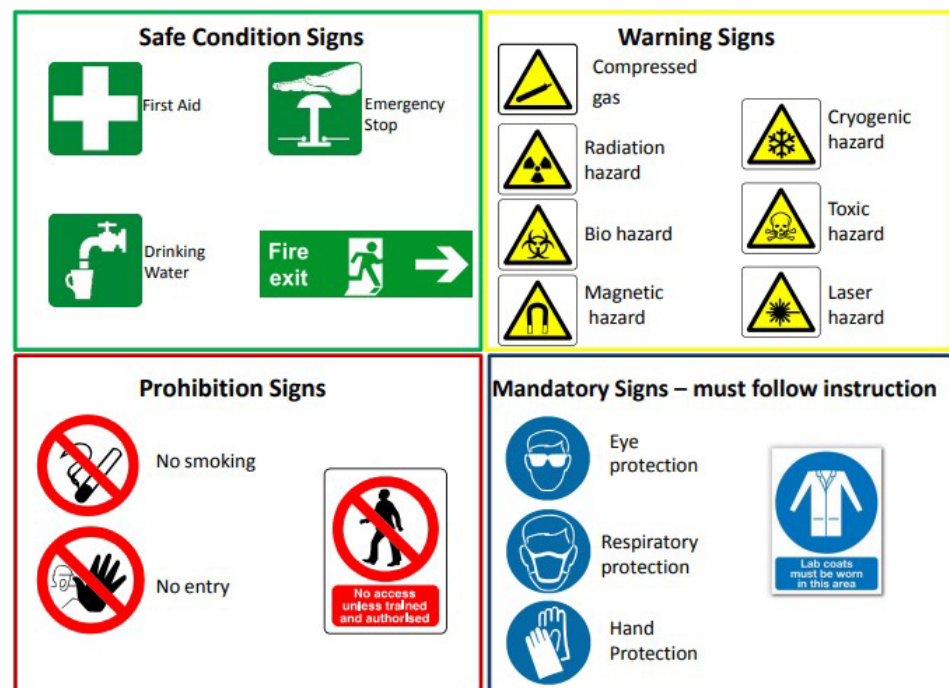 Safe Condition Signs
First Aid
Emergency
Stop
Drinking
Water
Fire
exit
Warning Signs
Compressed
gas
Radiation
hazard
Bio hazard
Magnetic
hazard
Cryogenic
hazard
Toxic
hazard
Laser
hazard
Prohibition Signs
No smoking
No entry
No access
unless trained
and authorised
Mandatory Signs – must follow instruction
Eye
protection
Respiratory
protection
Hand
Protection
Lab coats
must be worn
in this area